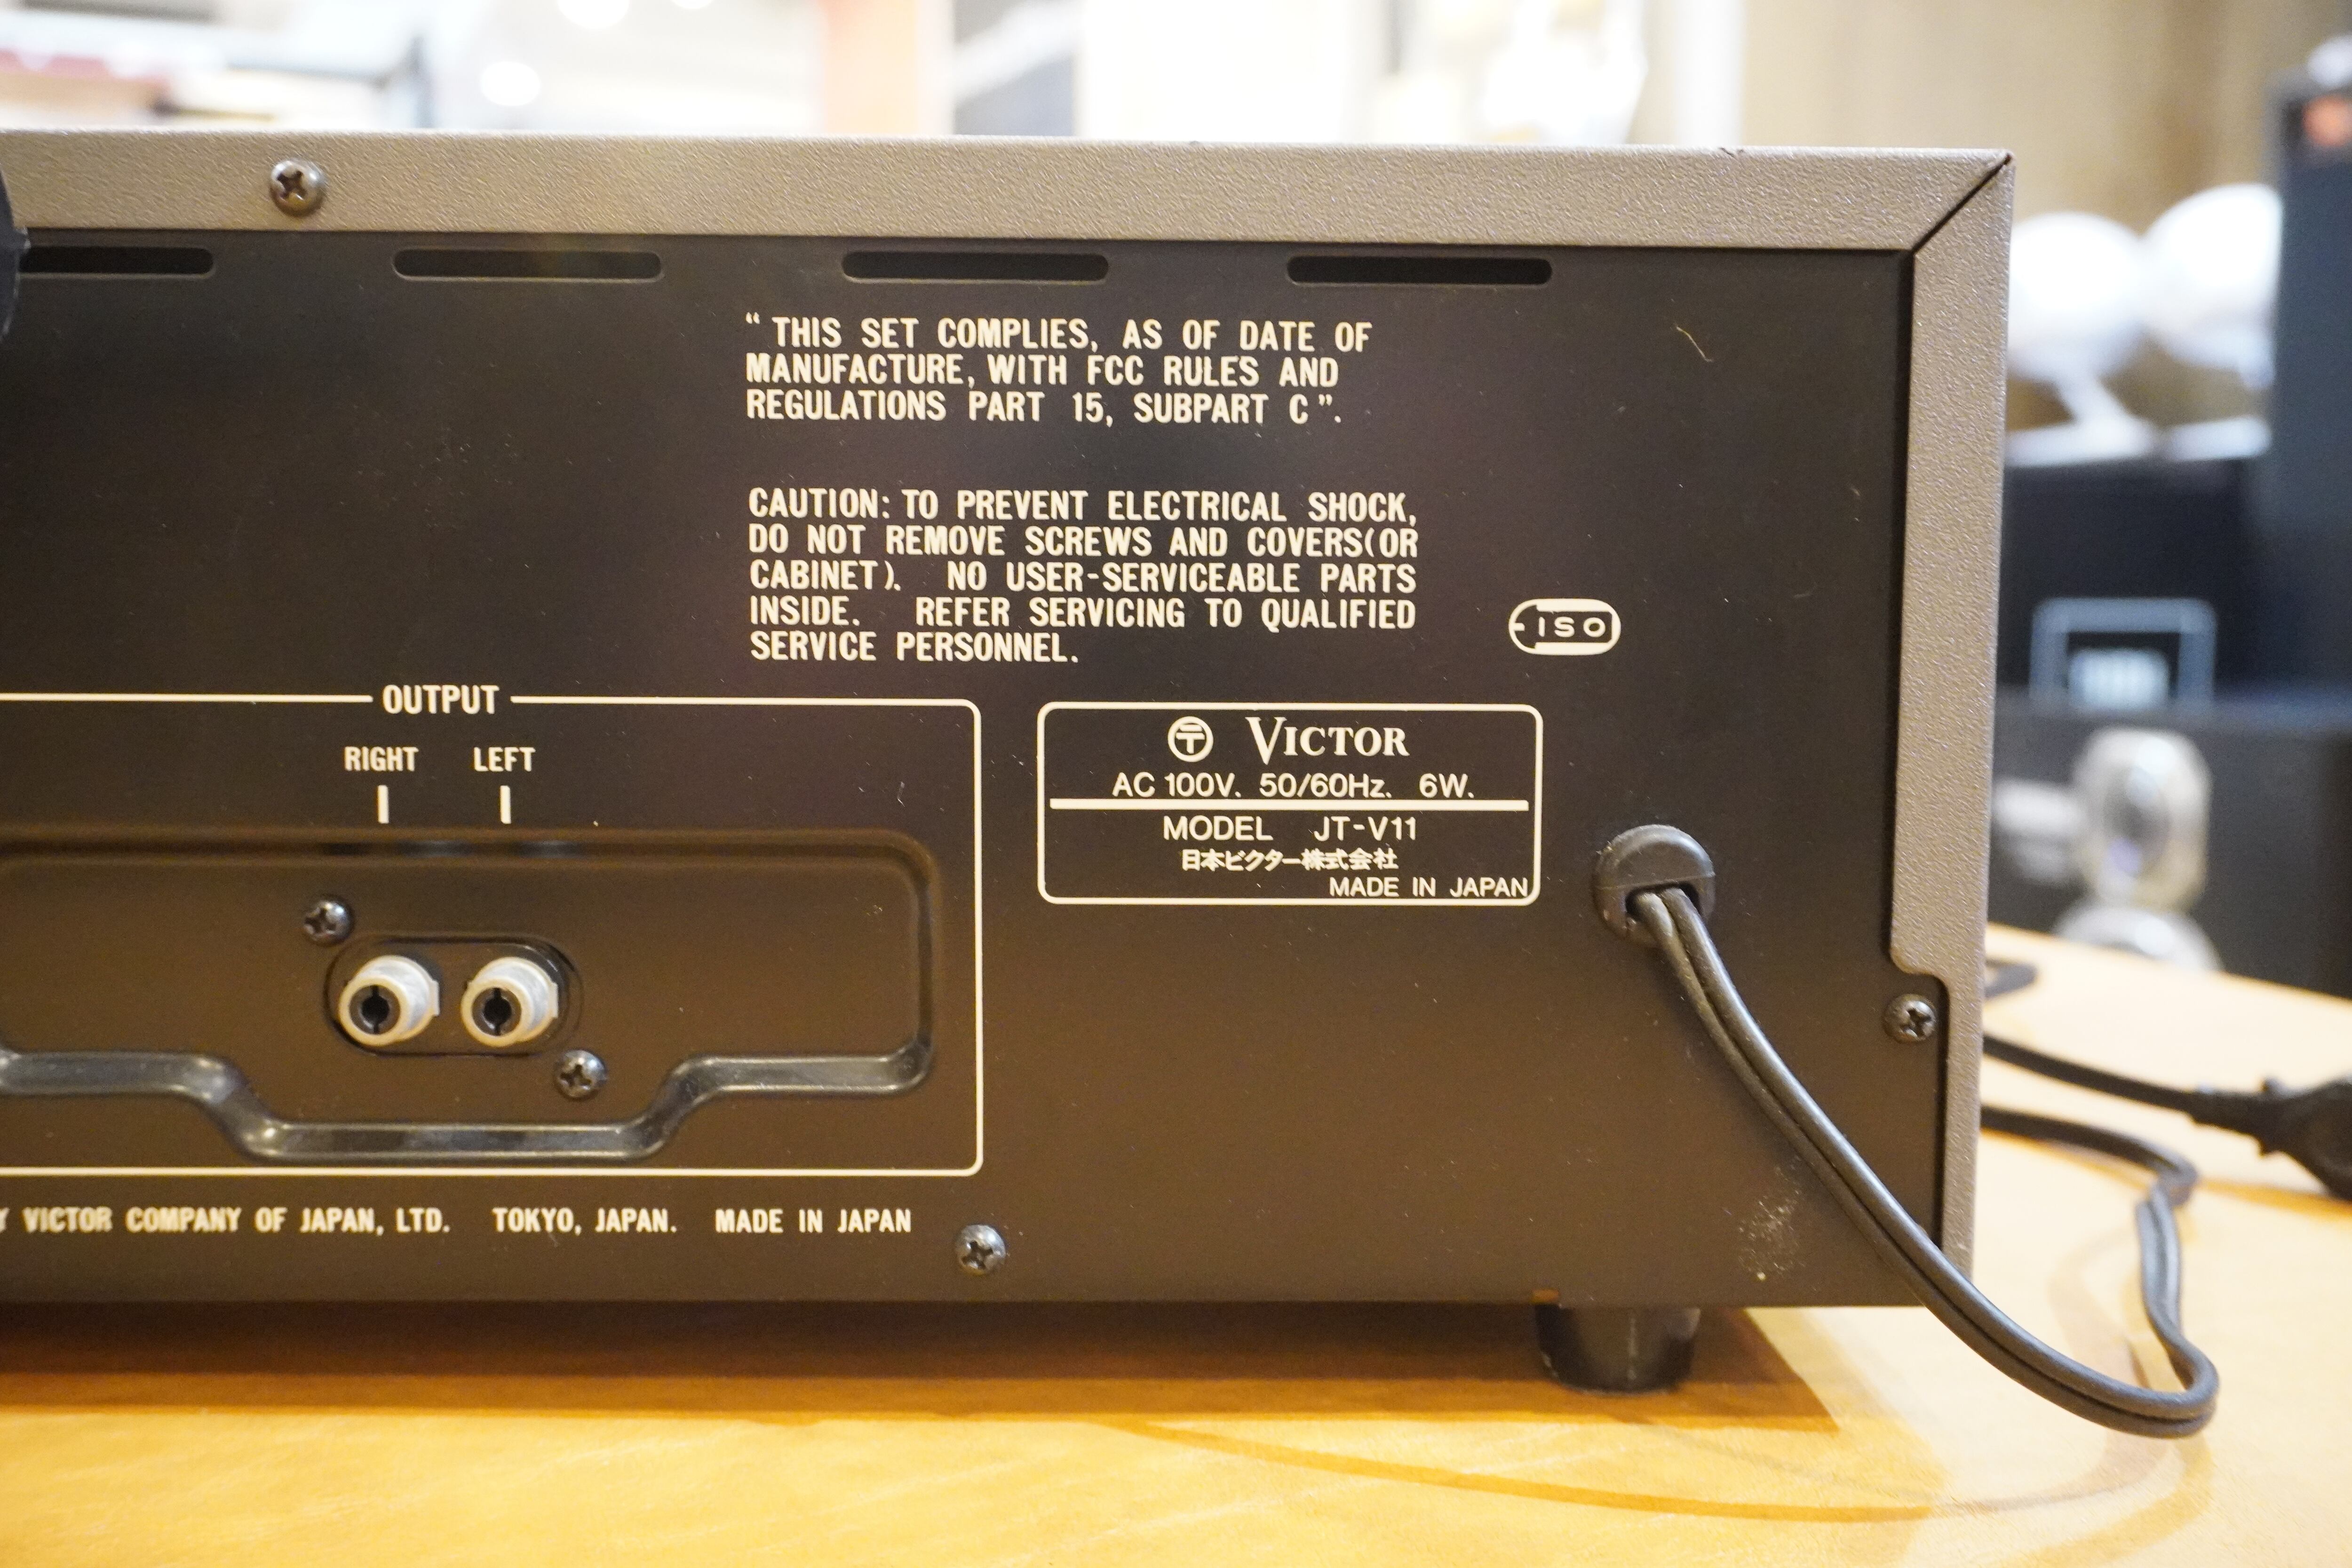 “ THIS SET COMPLIES, AS OF DATE OF
MANUFACTURE, WITH FCC RULES AND
REGULATIONS PART 15, SUBPART C ”.
CAUTION: TO PREVENT ELECTRICAL SHOCK,
DO NOT REMOVE SCREWS AND COVERS(OR
CABINET). NO USER-SERVICEABLE PARTS
INSIDE. REFER SERVICING TO QUALIFIED
SERVICE PERSONNEL.
ISO
OUTPUT
RIGHT LEFT
〒 VICTOR
AC 100V. 50/60Hz. 6W.
MODEL JT-V11
日本ビクター株式会社
MADE IN JAPAN
VICTOR COMPANY OF JAPAN, LTD. TOKYO, JAPAN. MADE IN JAPAN